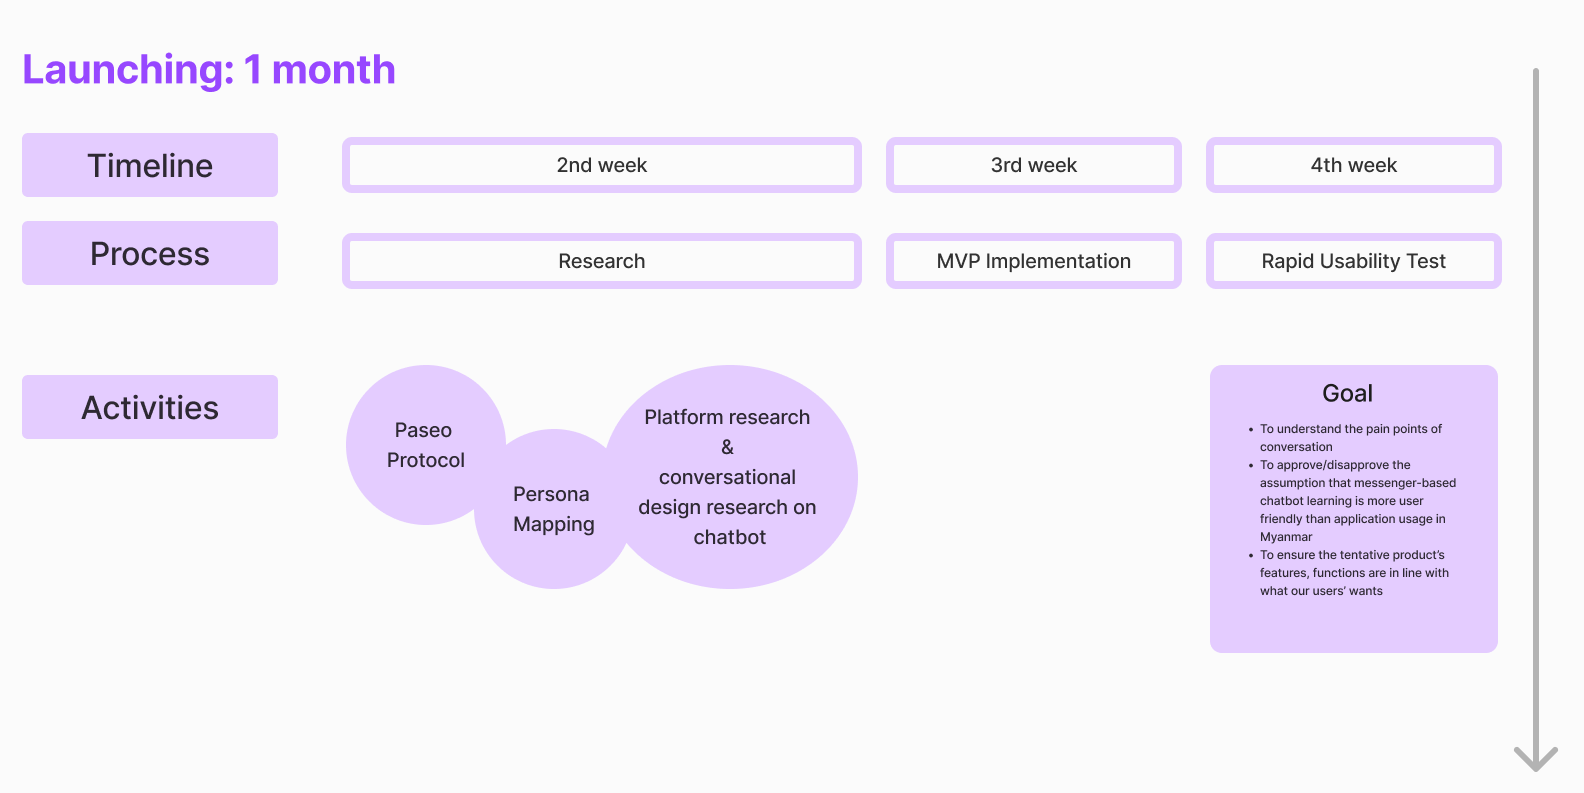 Launching: 1 month
Timeline
2nd week
3rd week
4th week
Process
Research
MVP Implementation
Rapid Usability Test
Activities
Paseo
Protocol
Persona
Mapping
Platform research
&
conversational
design research on
chatbot
Goal
• To understand the pain points of
conversation
• To approve/disapprove the
assumption that messenger-based
chatbot learning is more user
friendly than application usage in
Myanmar
• To ensure the tentative product’s
features, functions are in line with
what our users’ wants